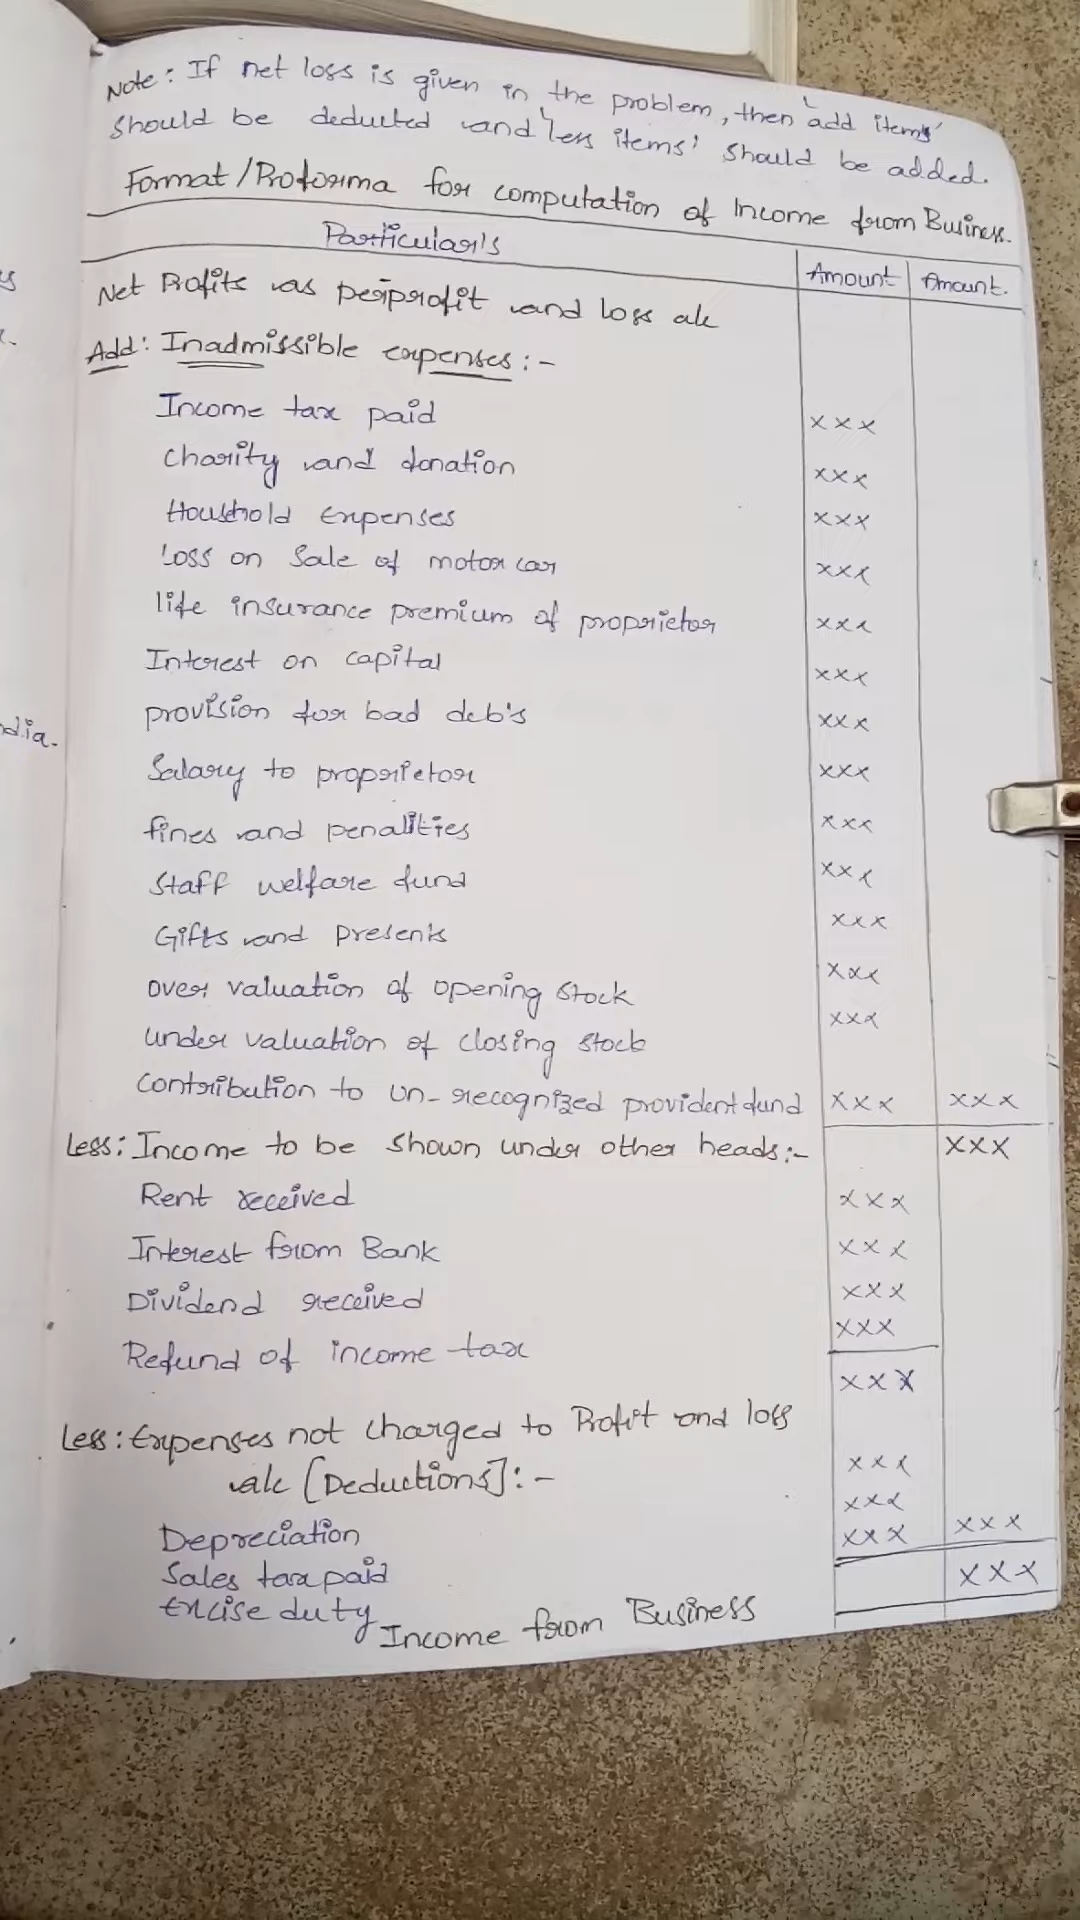 Note: If net loss is given in the problem, then 'add items'
should be deducted and 'less items' should be added.
Format/Proforma for computation of Income from Business.
Particular's Amount Amount.
Net Profits as per profit and loss a/c
Add: Inadmissible expenses:-
Income tax paid xxx
Charity and donation xxx
Household Expenses xxx
Loss on Sale of motor car xxx
life insurance premium of proprietor xxx
Interest on capital xxx
provision for bad deb's xxx
Salary to proprietor xxx
fines and penalities xxx
Staff welfare fund xxx
Gifts and presents xxx
over valuation of opening stock xxx
under valuation of closing stock xxx
Contribution to un-recognized provident fund xxx xxx
Less: Income to be shown under other heads:- xxx
Rent received xxx
Interest from Bank xxx
Dividend received xxx
Refund of income tax xxx
xxx
Less: Expenses not charged to Profit and loss
a/c [Deductions]:- xxx
Depreciation xxx
Sales tax paid xxx xxx
Excise duty xxx
Income from Business
s
ndia.